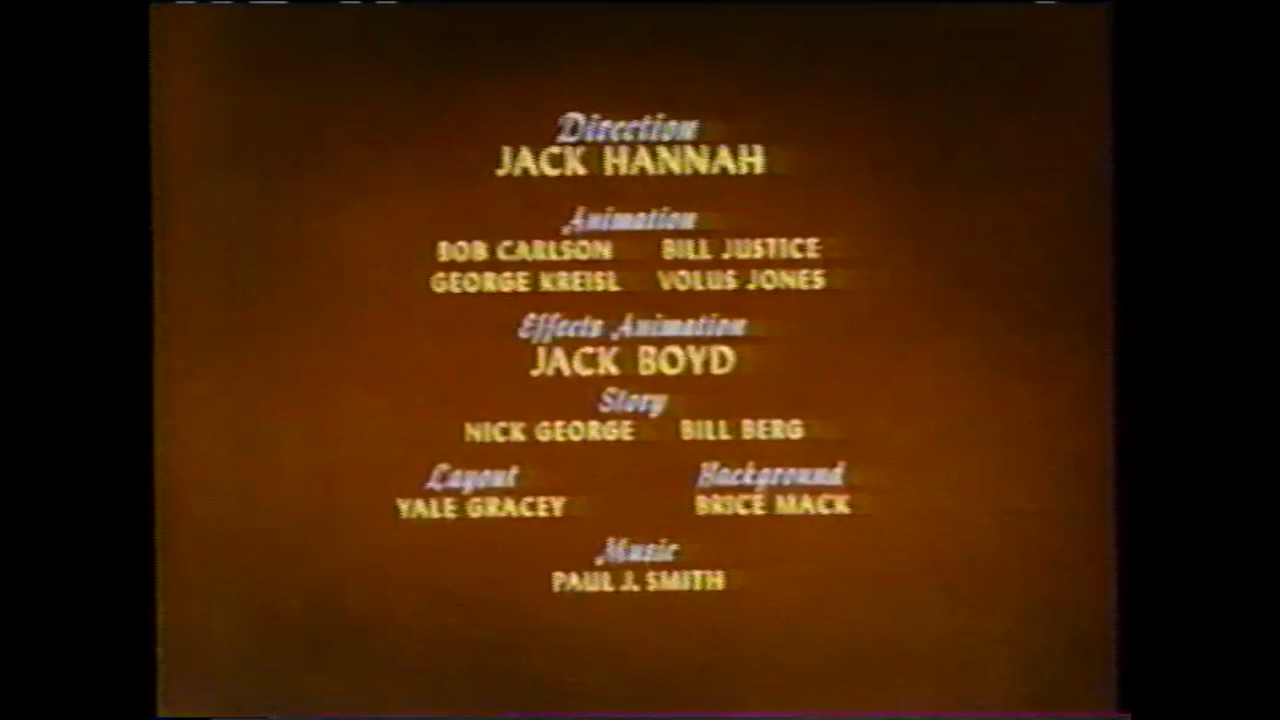 Direction
JACK HANNAH
Animation
BOB CARLSON BILL JUSTICE
GEORGE KREISL VOLUS JONES
Effects Animation
JACK BOYD
Story
NICK GEORGE BILL BERG
Layout Background
YALE GRACEY BRICE MACK
Music
PAUL J. SMITH